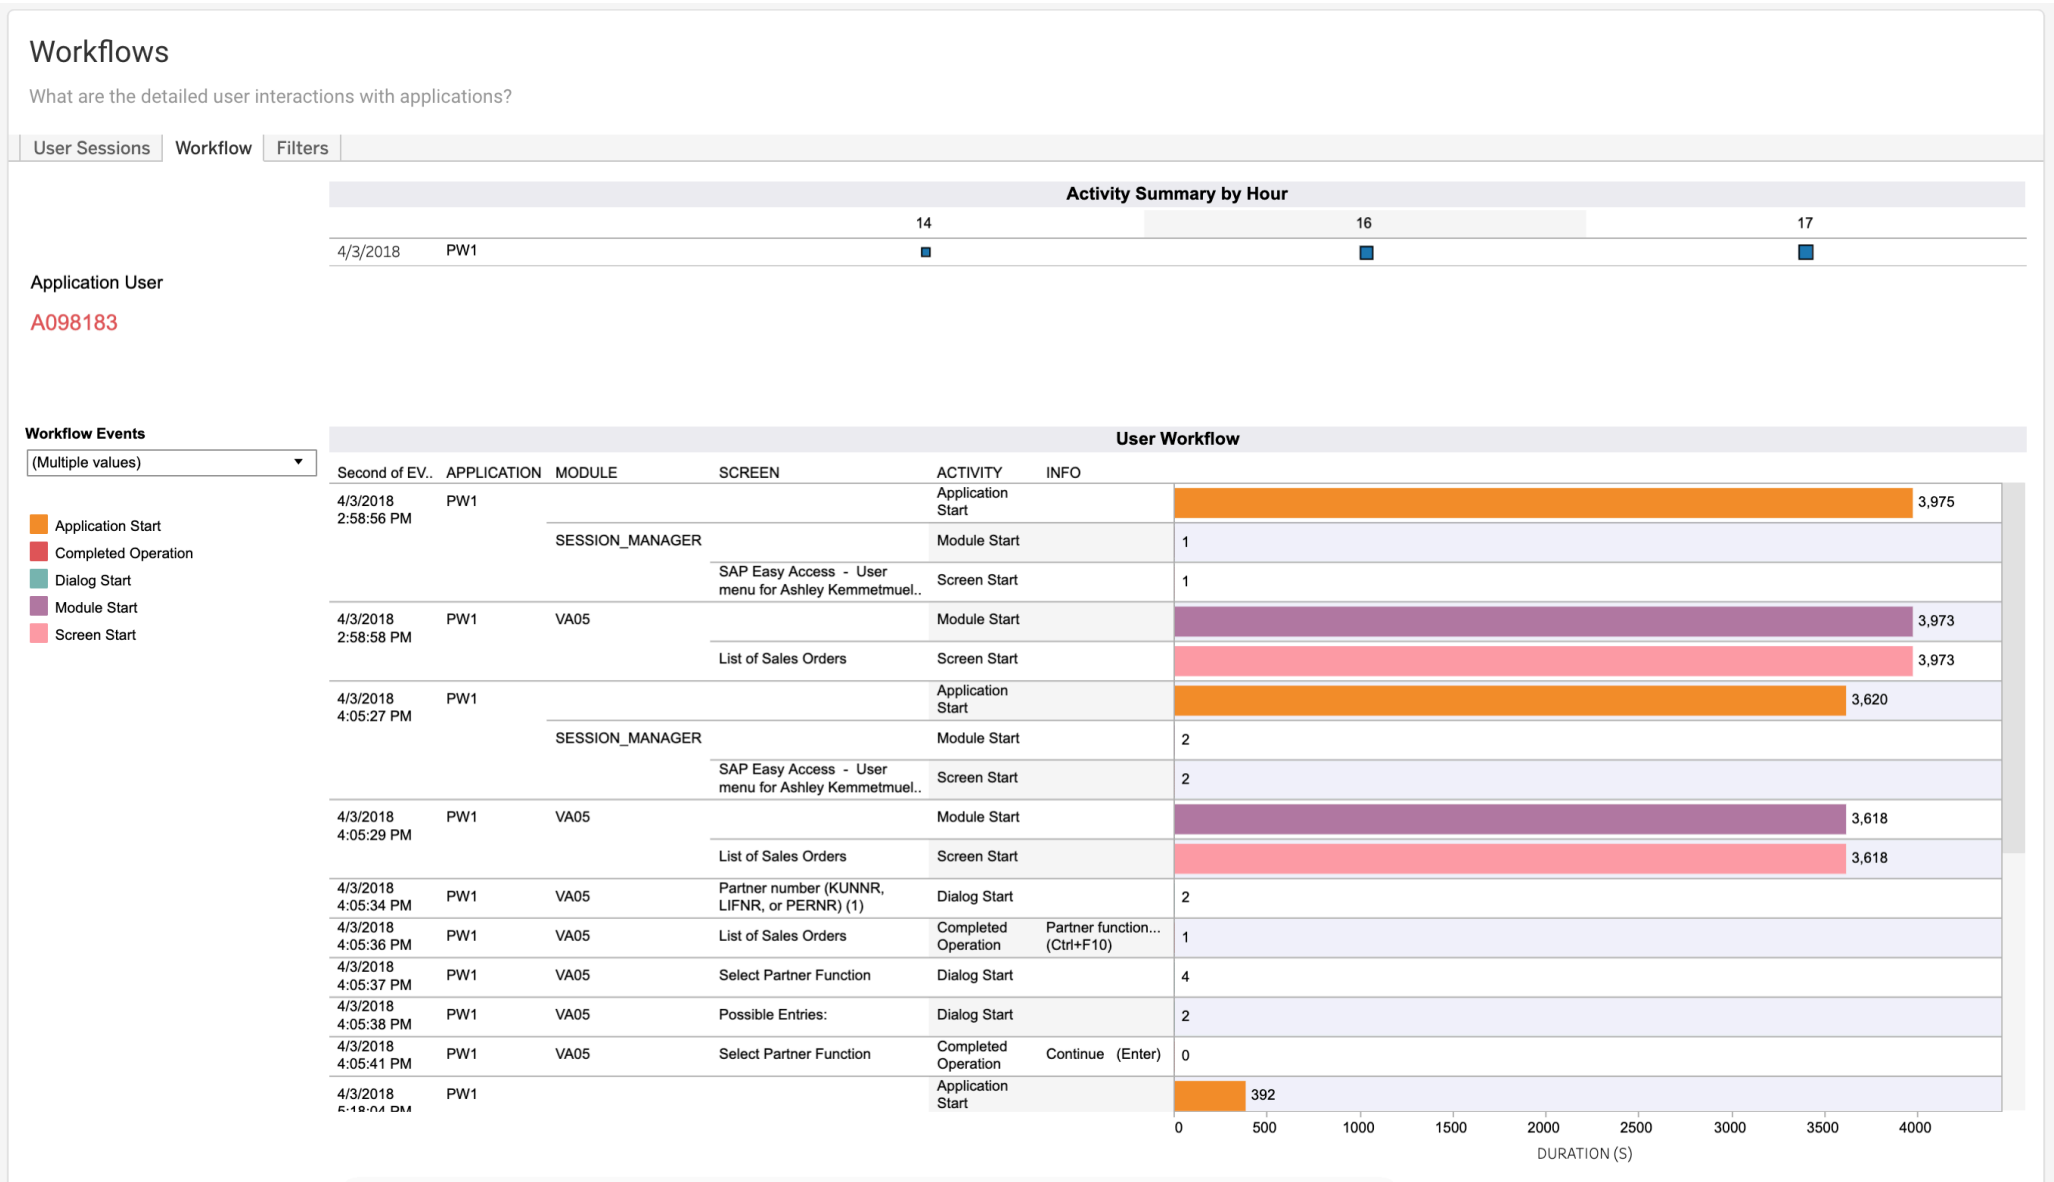 Workflows
What are the detailed user interactions with applications?
User Sessions Workflow Filters
Activity Summary by Hour
14 16 17
4/3/2018 PW1
Application User
A098183
Workflow Events
(Multiple values)
Application Start
Completed Operation
Dialog Start
Module Start
Screen Start
User Workflow
Second of EV.. APPLICATION MODULE SCREEN ACTIVITY INFO
4/3/2018
2:58:56 PM
PW1
Application
Start
3,975
SESSION_MANAGER
Module Start
1
SAP Easy Access - User
menu for Ashley Kemmetmuel..
Screen Start
1
4/3/2018
2:58:58 PM
PW1
VA05
Module Start
3,973
List of Sales Orders
Screen Start
3,973
4/3/2018
4:05:27 PM
PW1
Application
Start
3,620
SESSION_MANAGER
Module Start
2
SAP Easy Access - User
menu for Ashley Kemmetmuel..
Screen Start
2
4/3/2018
4:05:29 PM
PW1
VA05
Module Start
3,618
List of Sales Orders
Screen Start
3,618
4/3/2018
4:05:34 PM
PW1
VA05
Partner number (KUNNR,
LIFNR, or PERNR) (1)
Dialog Start
2
4/3/2018
4:05:36 PM
PW1
VA05
List of Sales Orders
Completed
Operation
Partner function...
(Ctrl+F10)
1
4/3/2018
4:05:37 PM
PW1
VA05
Select Partner Function
Dialog Start
4
4/3/2018
4:05:38 PM
PW1
VA05
Possible Entries:
Dialog Start
2
4/3/2018
4:05:41 PM
PW1
VA05
Select Partner Function
Completed
Operation
Continue (Enter)
0
4/3/2018
5:18:04 PM
PW1
Application
Start
392
0 500 1000 1500 2000 2500 3000 3500 4000
DURATION (S)